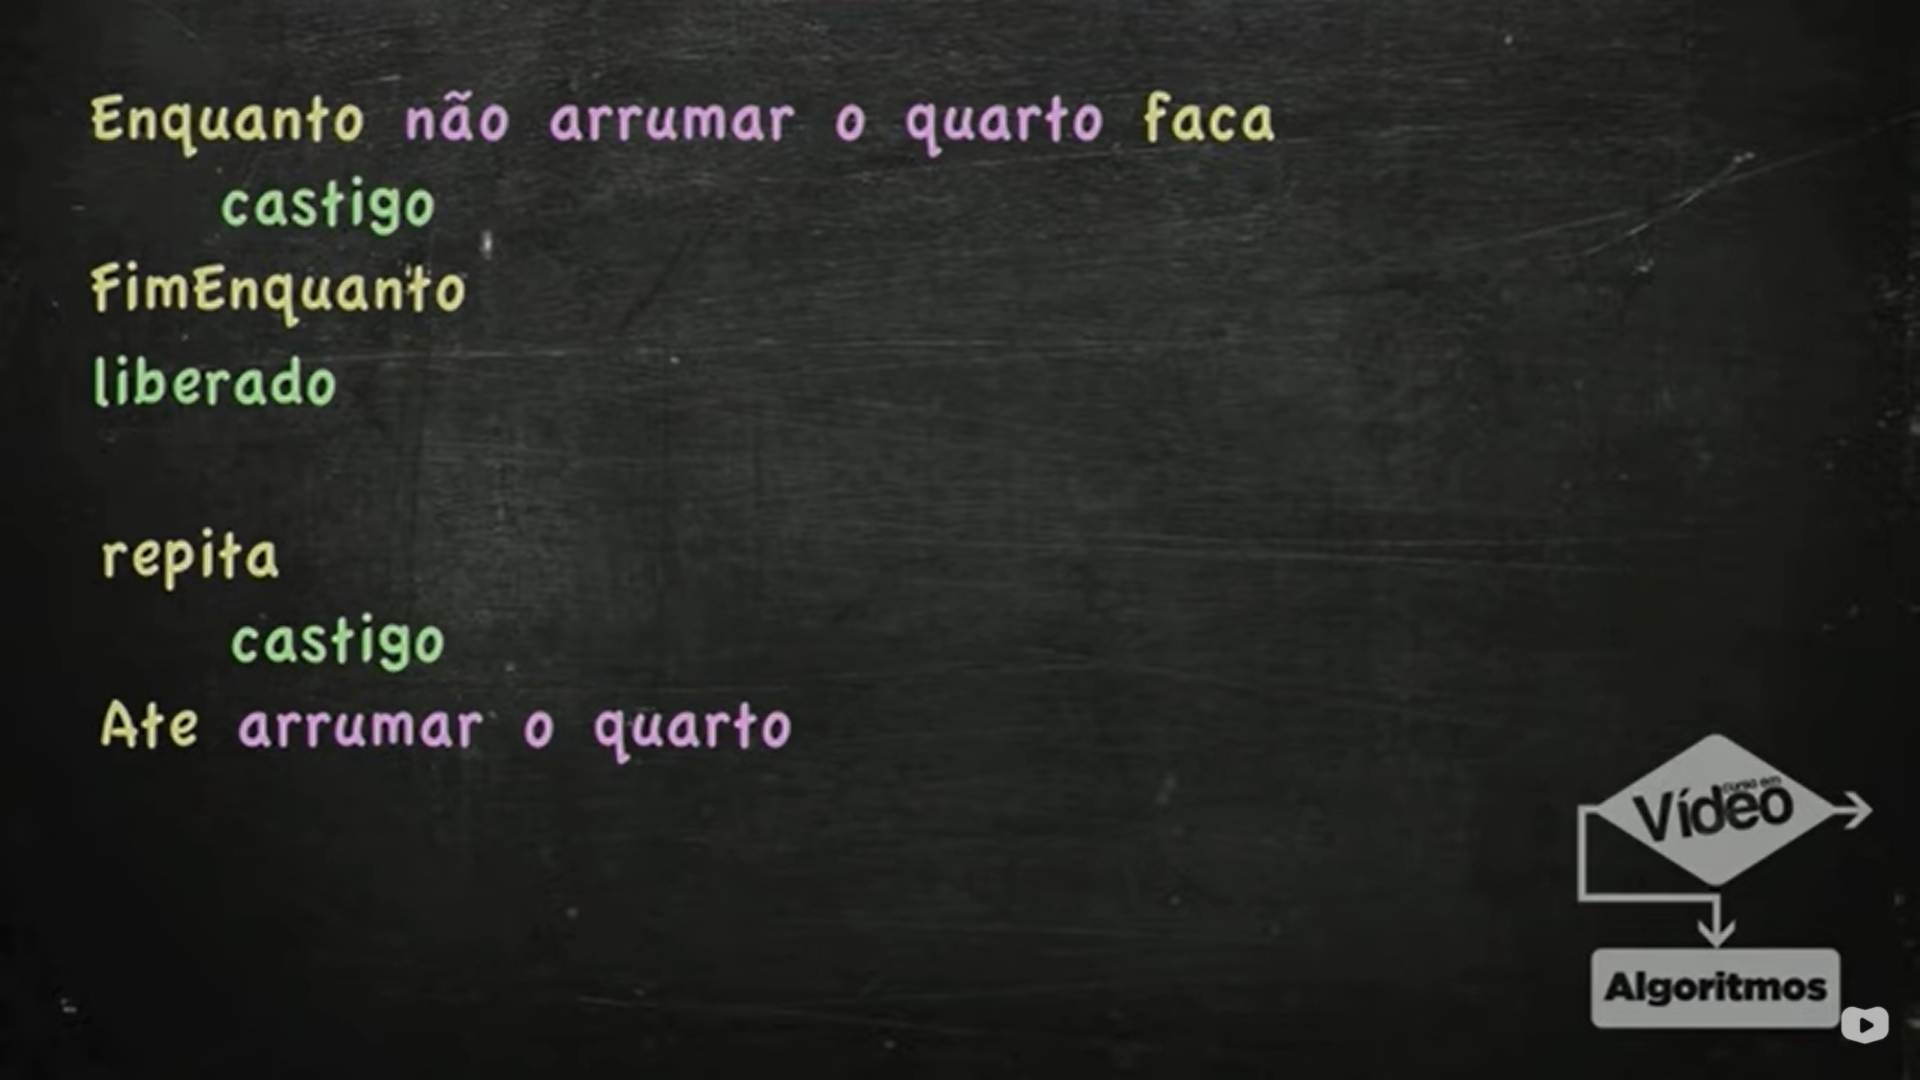 Enquanto não arrumar o quarto faca
castigo
FimEnquanto
liberado
repita
castigo
Ate arrumar o quarto
curso em
Vídeo
Algoritmos